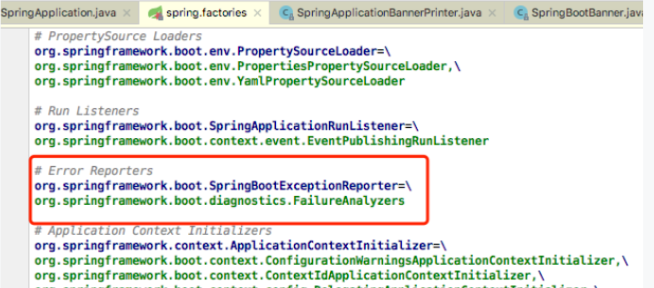 SpringApplication.java × spring.factories × SpringApplicationBannerPrinter.java × SpringBootBanner.java
# PropertySource Loaders
org.springframework.boot.env.PropertySourceLoader=\
org.springframework.boot.env.PropertiesPropertySourceLoader,\
org.springframework.boot.env.YamlPropertySourceLoader
# Run Listeners
org.springframework.boot.SpringApplicationRunListener=\
org.springframework.boot.context.event.EventPublishingRunListener
# Error Reporters
org.springframework.boot.SpringBootExceptionReporter=\
org.springframework.boot.diagnostics.FailureAnalyzers
# Application Context Initializers
org.springframework.context.ApplicationContextInitializer=\
org.springframework.boot.context.ConfigurationWarningsApplicationContextInitializer,\
org.springframework.boot.context.ContextIdApplicationContextInitializer,\